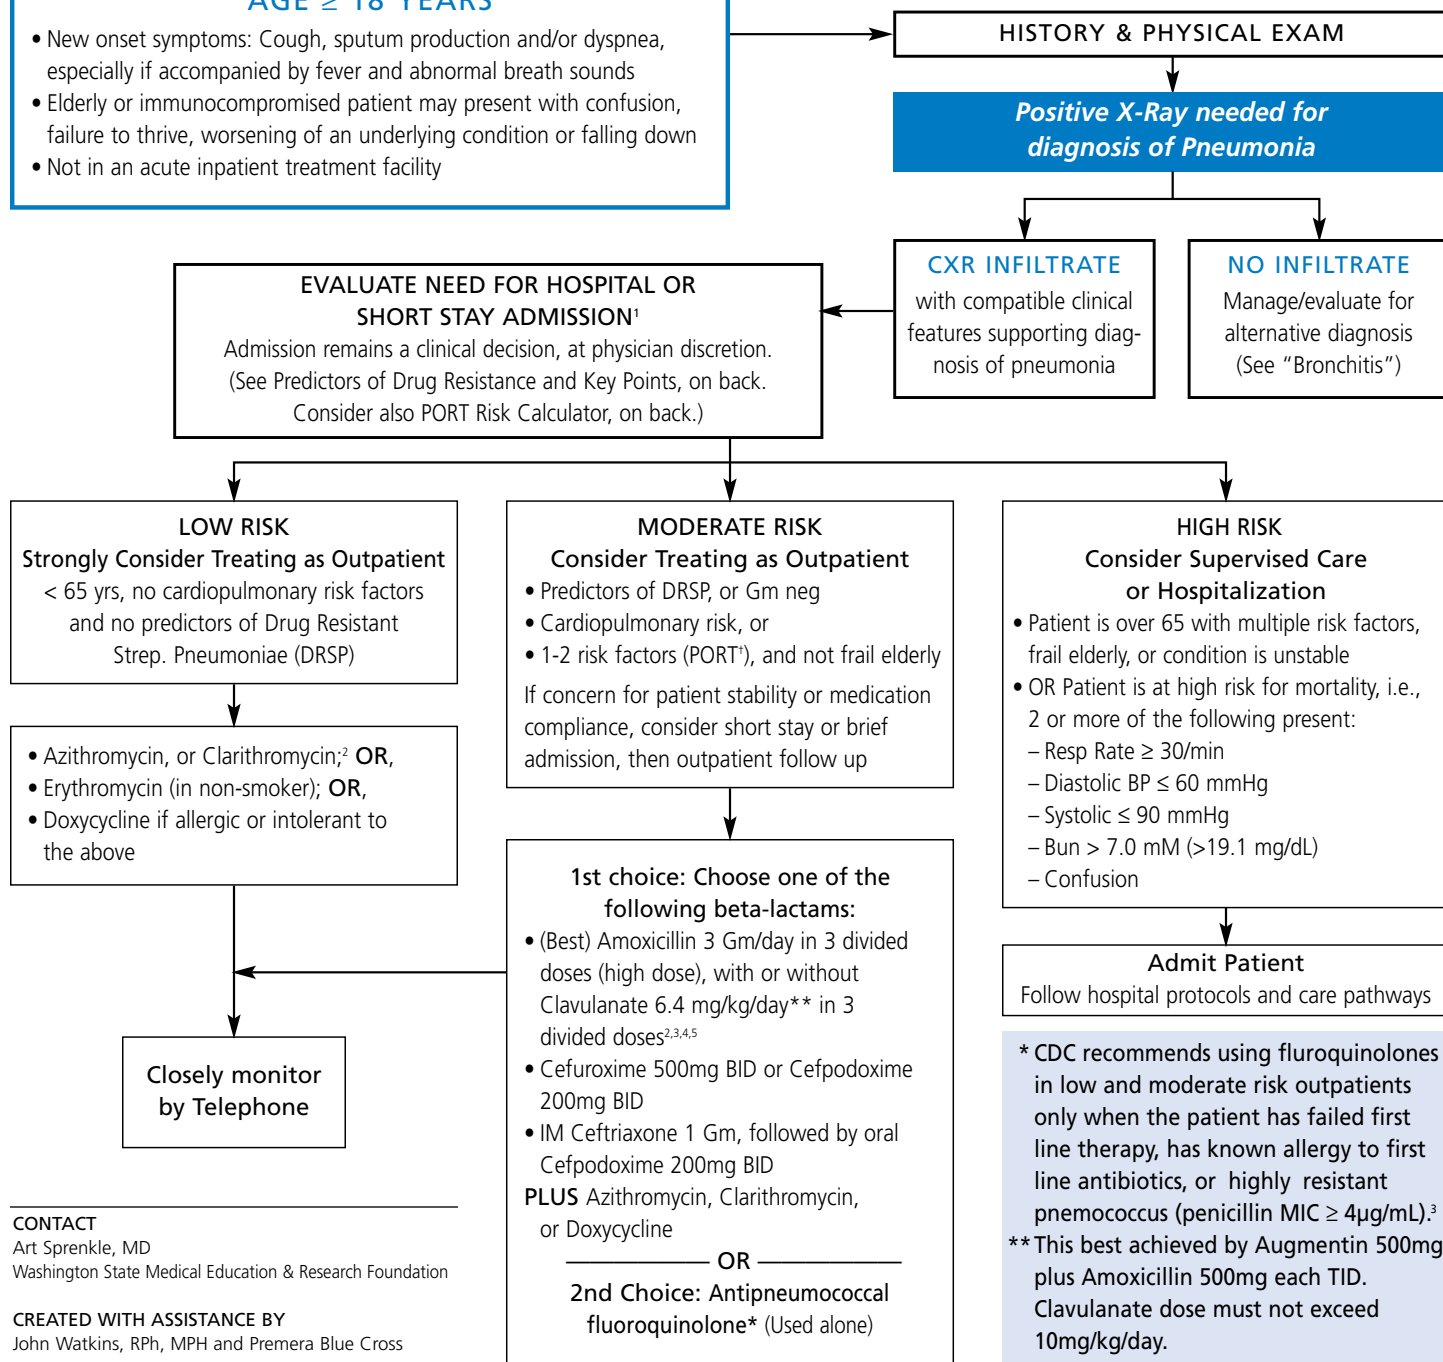 AGE ≥ 18 YEARS
• New onset symptoms: Cough, sputum production and/or dyspnea,
especially if accompanied by fever and abnormal breath sounds
• Elderly or immunocompromised patient may present with confusion,
failure to thrive, worsening of an underlying condition or falling down
• Not in an acute inpatient treatment facility
HISTORY & PHYSICAL EXAM
Positive X-Ray needed for
diagnosis of Pneumonia
CXR INFILTRATE
with compatible clinical
features supporting diag-
nosis of pneumonia
NO INFILTRATE
Manage/evaluate for
alternative diagnosis
(See “Bronchitis”)
EVALUATE NEED FOR HOSPITAL OR
SHORT STAY ADMISSION¹
Admission remains a clinical decision, at physician discretion.
(See Predictors of Drug Resistance and Key Points, on back.
Consider also PORT Risk Calculator, on back.)
LOW RISK
Strongly Consider Treating as Outpatient
< 65 yrs, no cardiopulmonary risk factors
and no predictors of Drug Resistant
Strep. Pneumoniae (DRSP)
• Azithromycin, or Clarithromycin;² OR,
• Erythromycin (in non-smoker); OR,
• Doxycycline if allergic or intolerant to
the above
Closely monitor
by Telephone
MODERATE RISK
Consider Treating as Outpatient
• Predictors of DRSP, or Gm neg
• Cardiopulmonary risk, or
• 1-2 risk factors (PORT†), and not frail elderly
If concern for patient stability or medication
compliance, consider short stay or brief
admission, then outpatient follow up
1st choice: Choose one of the
following beta-lactams:
• (Best) Amoxicillin 3 Gm/day in 3 divided
doses (high dose), with or without
Clavulanate 6.4 mg/kg/day** in 3
divided doses²,³,⁴,⁵
• Cefuroxime 500mg BID or Cefpodoxime
200mg BID
• IM Ceftriaxone 1 Gm, followed by oral
Cefpodoxime 200mg BID
PLUS Azithromycin, Clarithromycin,
or Doxycycline
OR
2nd Choice: Antipneumococcal
fluoroquinolone* (Used alone)
HIGH RISK
Consider Supervised Care
or Hospitalization
• Patient is over 65 with multiple risk factors,
frail elderly, or condition is unstable
• OR Patient is at high risk for mortality, i.e.,
2 or more of the following present:
– Resp Rate ≥ 30/min
– Diastolic BP ≤ 60 mmHg
– Systolic ≤ 90 mmHg
– Bun > 7.0 mM (>19.1 mg/dL)
– Confusion
Admit Patient
Follow hospital protocols and care pathways
* CDC recommends using fluroquinolones
in low and moderate risk outpatients
only when the patient has failed first
line therapy, has known allergy to first
line antibiotics, or highly resistant
pnemococcus (penicillin MIC ≥ 4µg/mL).³
** This best achieved by Augmentin 500mg
plus Amoxicillin 500mg each TID.
Clavulanate dose must not exceed
10mg/kg/day.
CONTACT
Art Sprenkle, MD
Washington State Medical Education & Research Foundation
CREATED WITH ASSISTANCE BY
John Watkins, RPh, MPH and Premera Blue Cross